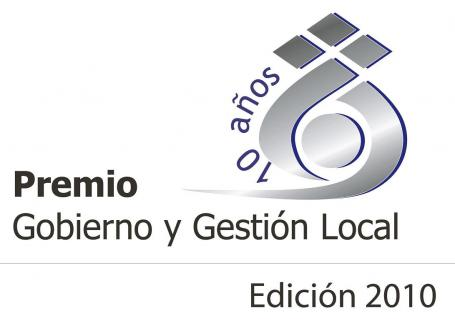 10 años
Premio
Gobierno y Gestión Local
Edición 2010